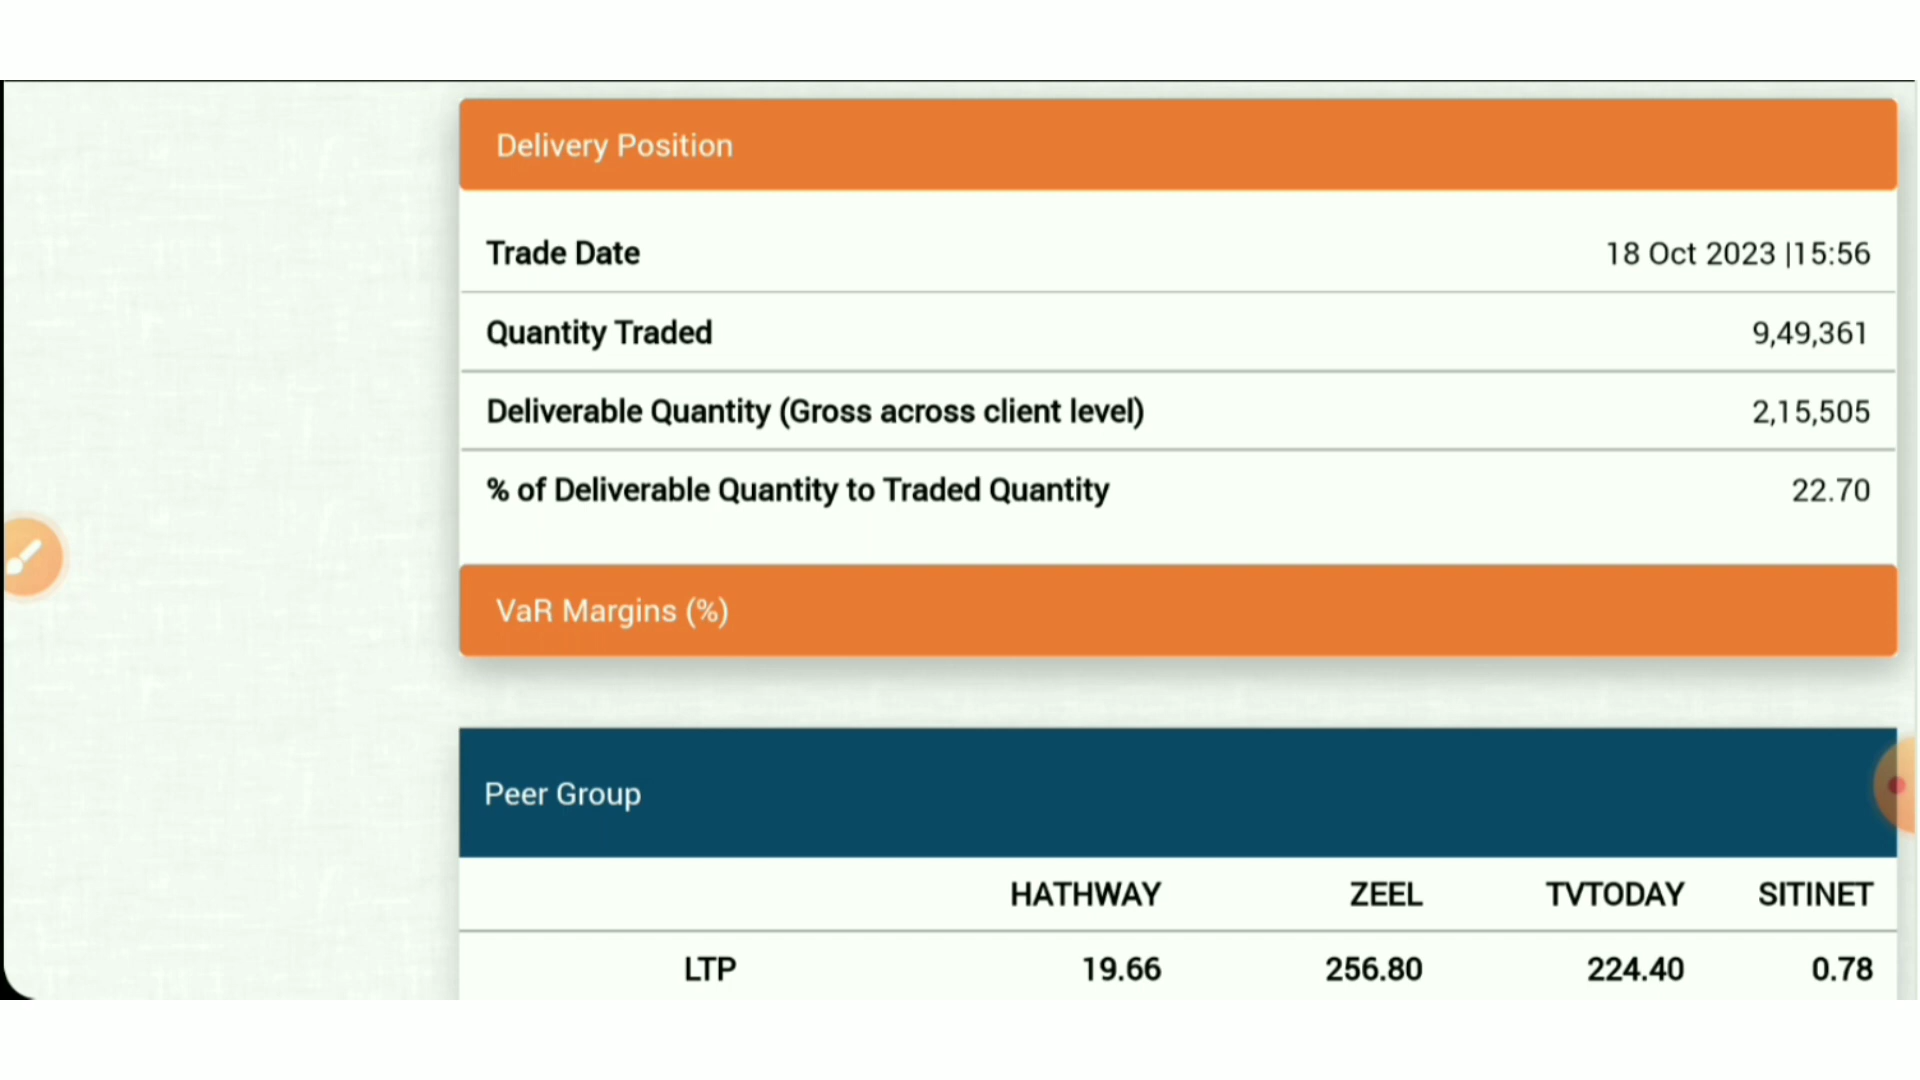 Delivery Position
Trade Date 18 Oct 2023 |15:56
Quantity Traded 9,49,361
Deliverable Quantity (Gross across client level) 2,15,505
% of Deliverable Quantity to Traded Quantity 22.70
VaR Margins (%)
Peer Group
HATHWAY ZEEL TVTODAY SITINET
LTP 19.66 256.80 224.40 0.78